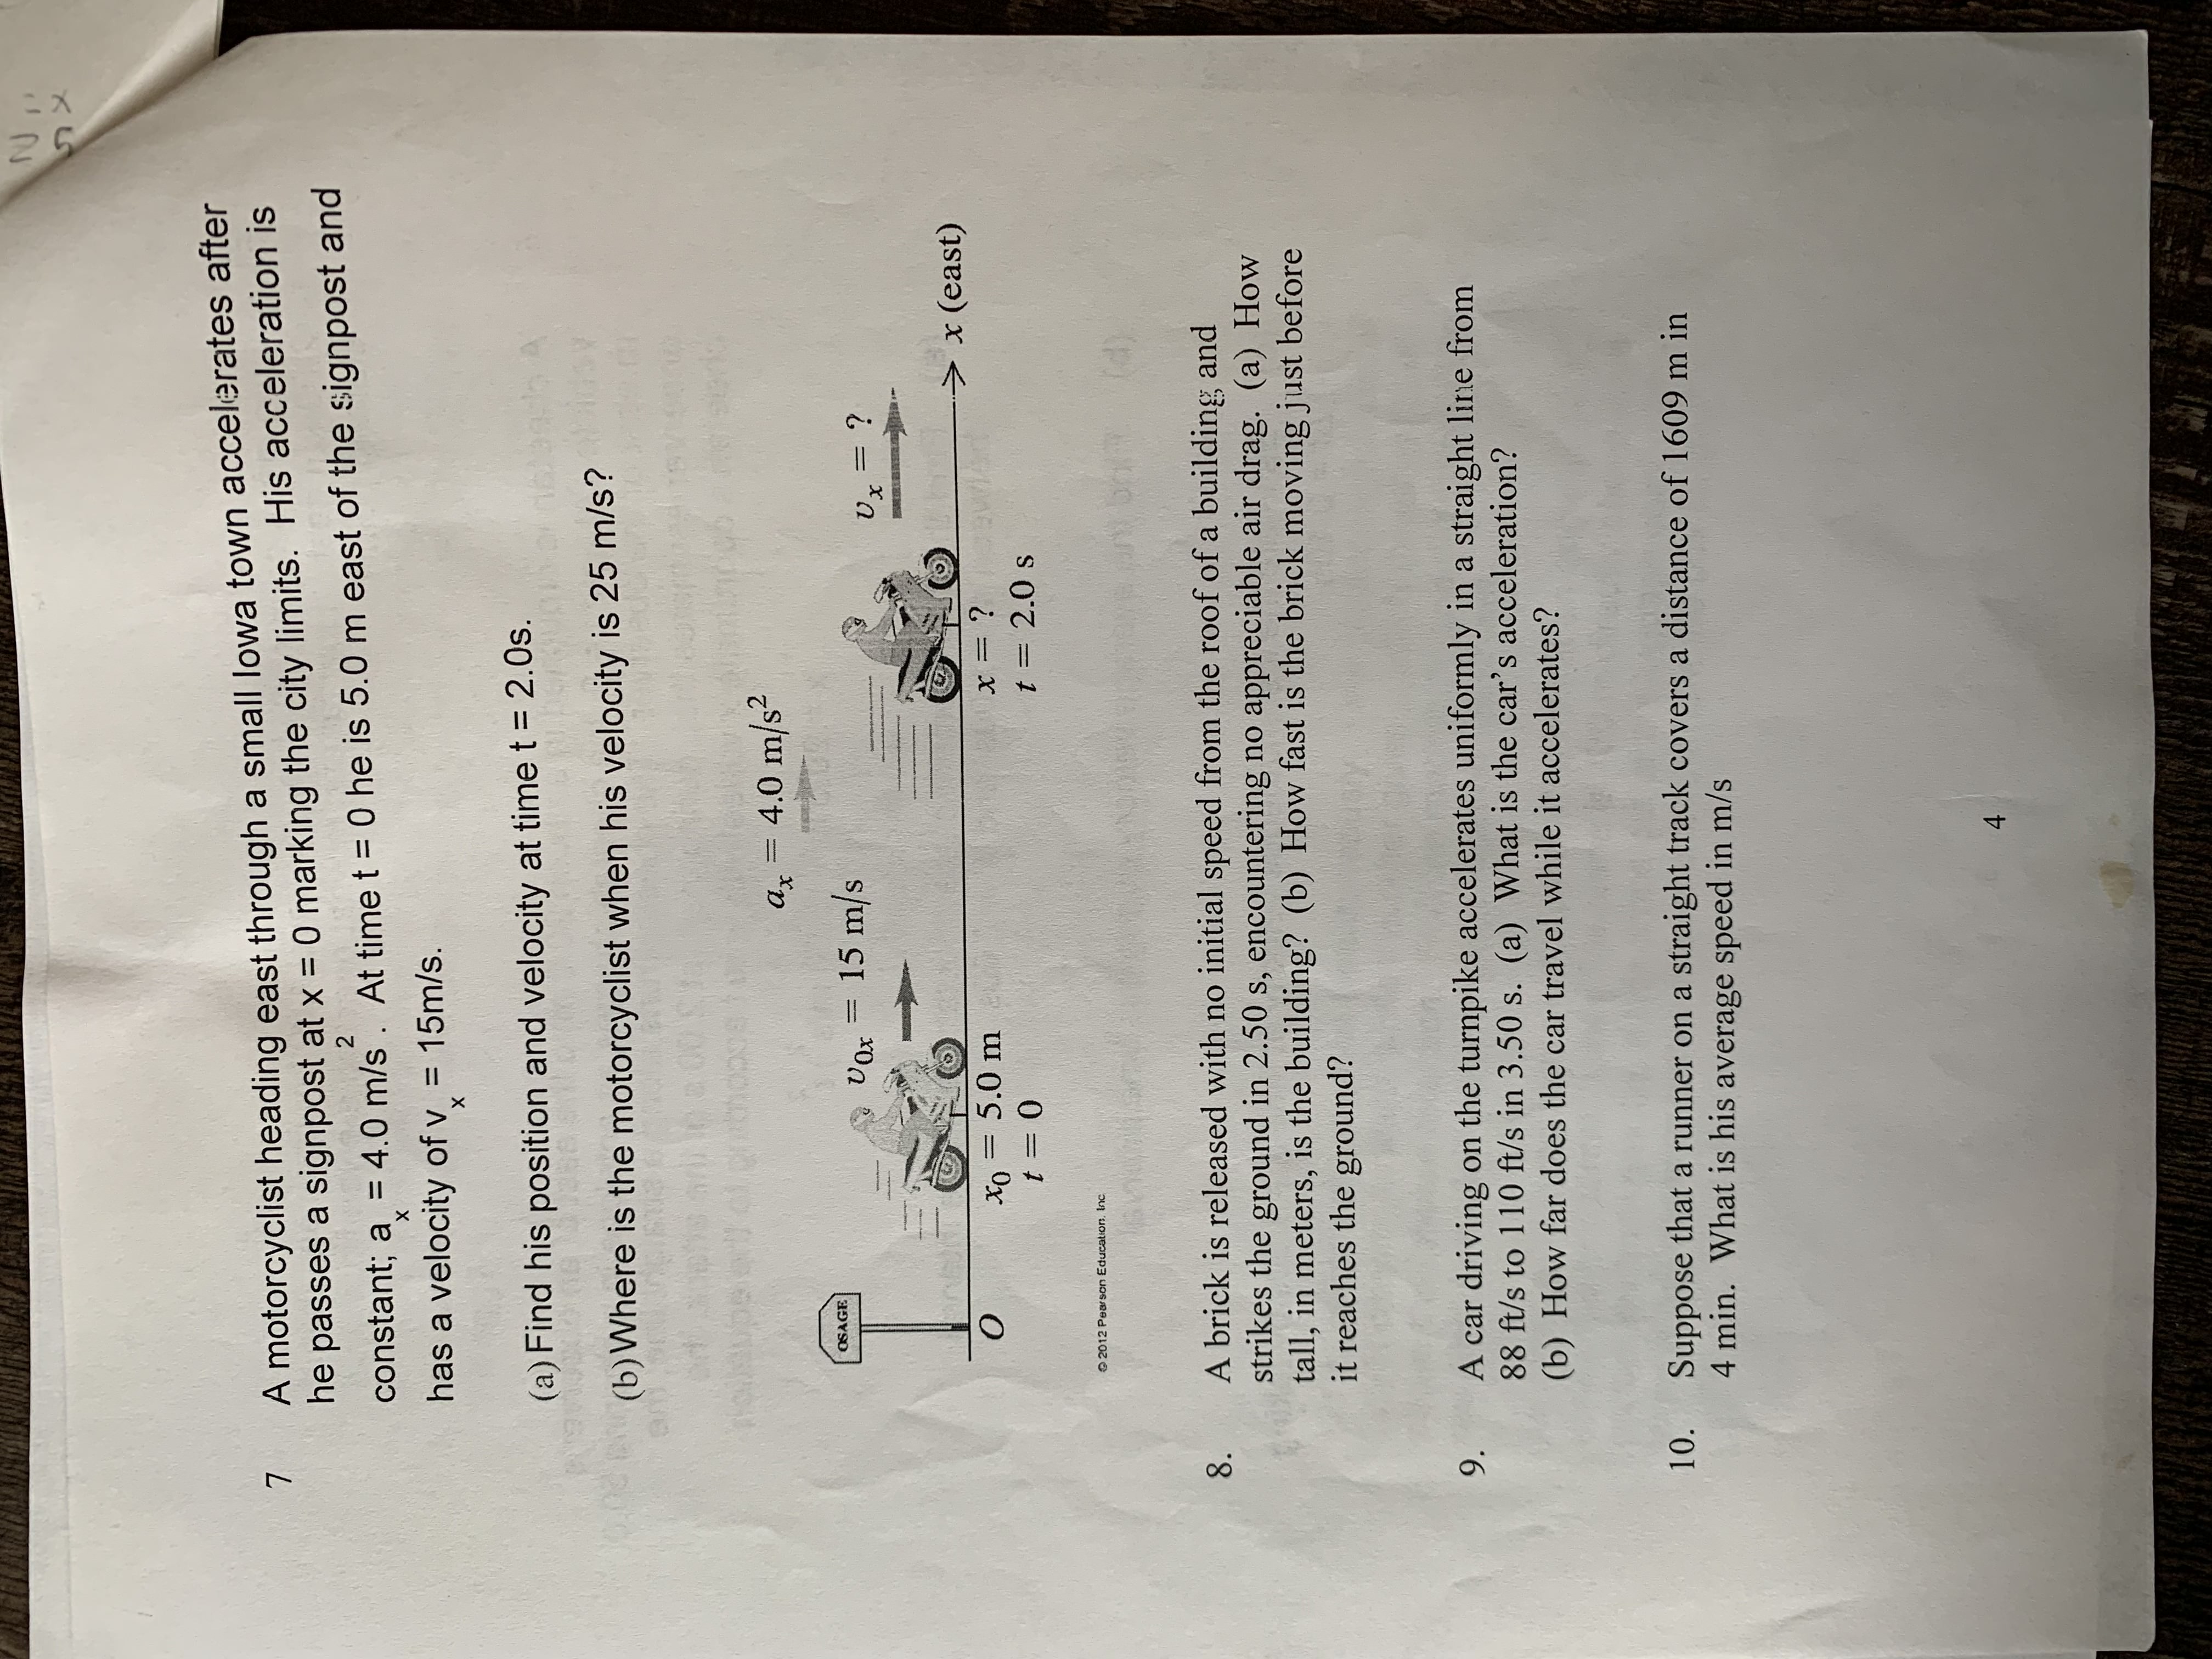 7 A motorcyclist heading east through a small Iowa town accelerates after
he passes a signpost at x = 0 marking the city limits. His acceleration is
constant; aₓ = 4.0 m/s². At time t = 0 he is 5.0 m east of the signpost and
has a velocity of vₓ = 15m/s.
(a) Find his position and velocity at time t = 2.0s.
(b) Where is the motorcyclist when his velocity is 25 m/s?
aₓ = 4.0 m/s²
OSAGE
v₀ₓ = 15 m/s
vₓ = ?
x (east)
O
x₀ = 5.0 m
x = ?
t = 0
t = 2.0 s
© 2012 Pearson Education, Inc.
8. A brick is released with no initial speed from the roof of a building and
strikes the ground in 2.50 s, encountering no appreciable air drag. (a) How
tall, in meters, is the building? (b) How fast is the brick moving just before
it reaches the ground?
9. A car driving on the turnpike accelerates uniformly in a straight line from
88 ft/s to 110 ft/s in 3.50 s. (a) What is the car's acceleration?
(b) How far does the car travel while it accelerates?
10. Suppose that a runner on a straight track covers a distance of 1609 m in
4 min. What is his average speed in m/s
4